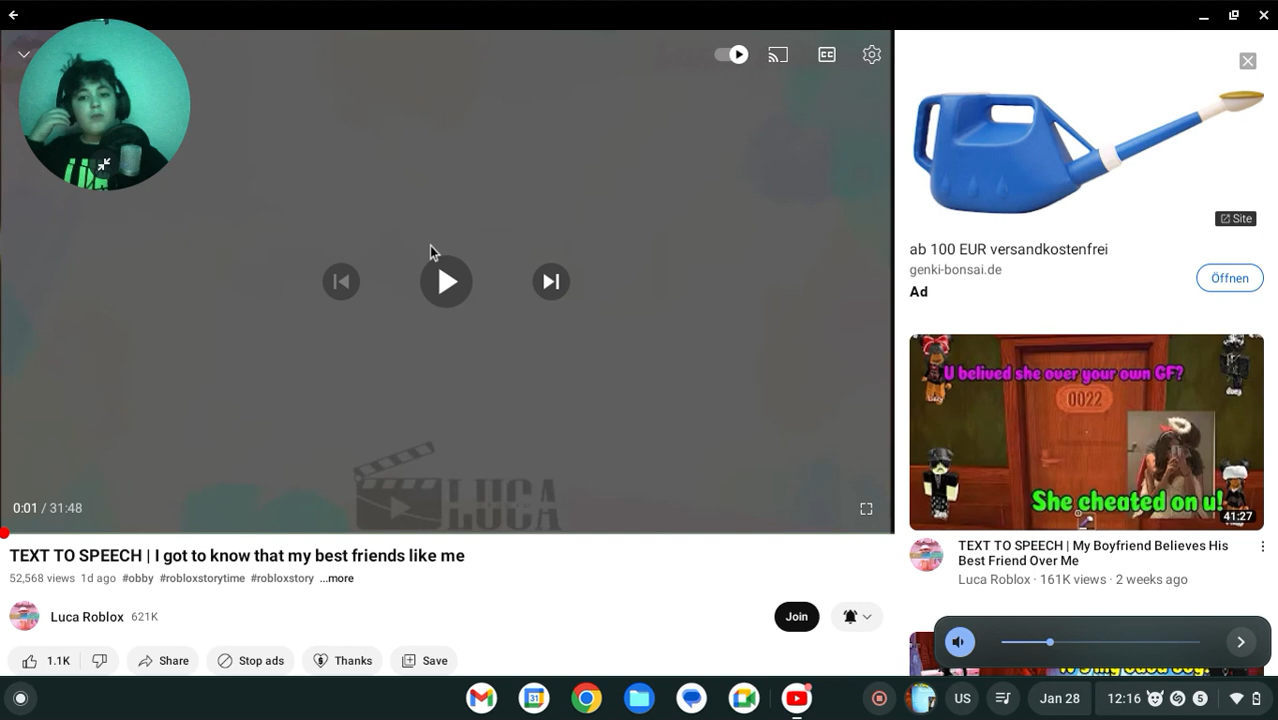 Site
ab 100 EUR versandkostenfrei
genki-bonsai.de
Öffnen
Ad
CC
U belived she over your own GF?
0022
She cheated on u!
41:27
LUCA
0:01 / 31:48
TEXT TO SPEECH | I got to know that my best friends like me
52,568 views 1d ago #obby #robloxstorytime #robloxstory ...more
Luca Roblox 621K
Join
1.1K
Share
Stop ads
Thanks
Save
TEXT TO SPEECH | My Boyfriend Believes His
Best Friend Over Me
Luca Roblox · 161K views · 2 weeks ago
31
US
Jan 28
12:16
5